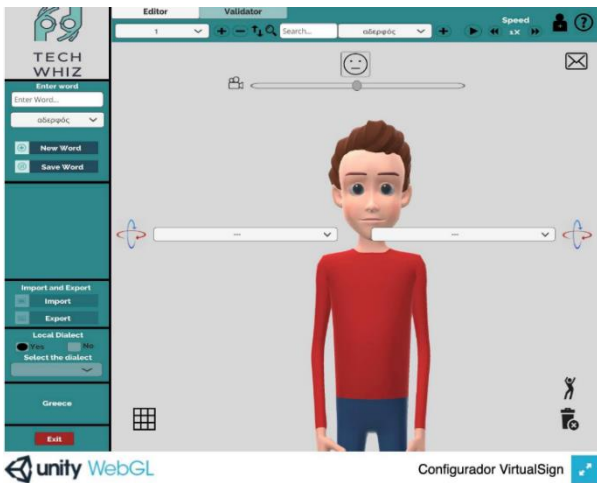 Editor Validator
1 Search... αδερφός Speed 1X
TECH
WHIZ
Enter word
Enter Word...
αδερφός
New Word
Save Word
--- ---
Import and Export
Import
Export
Local Dialect
Yes No
Select the dialect
Greece
Exit
unity WebGL Configurador VirtualSign